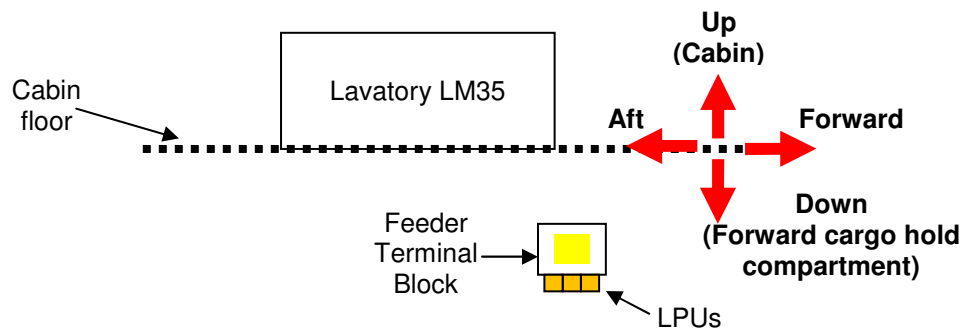 Up
(Cabin)
Lavatory LM35
Cabin
floor
Aft
Forward
Down
(Forward cargo hold
compartment)
Feeder
Terminal
Block
LPUs